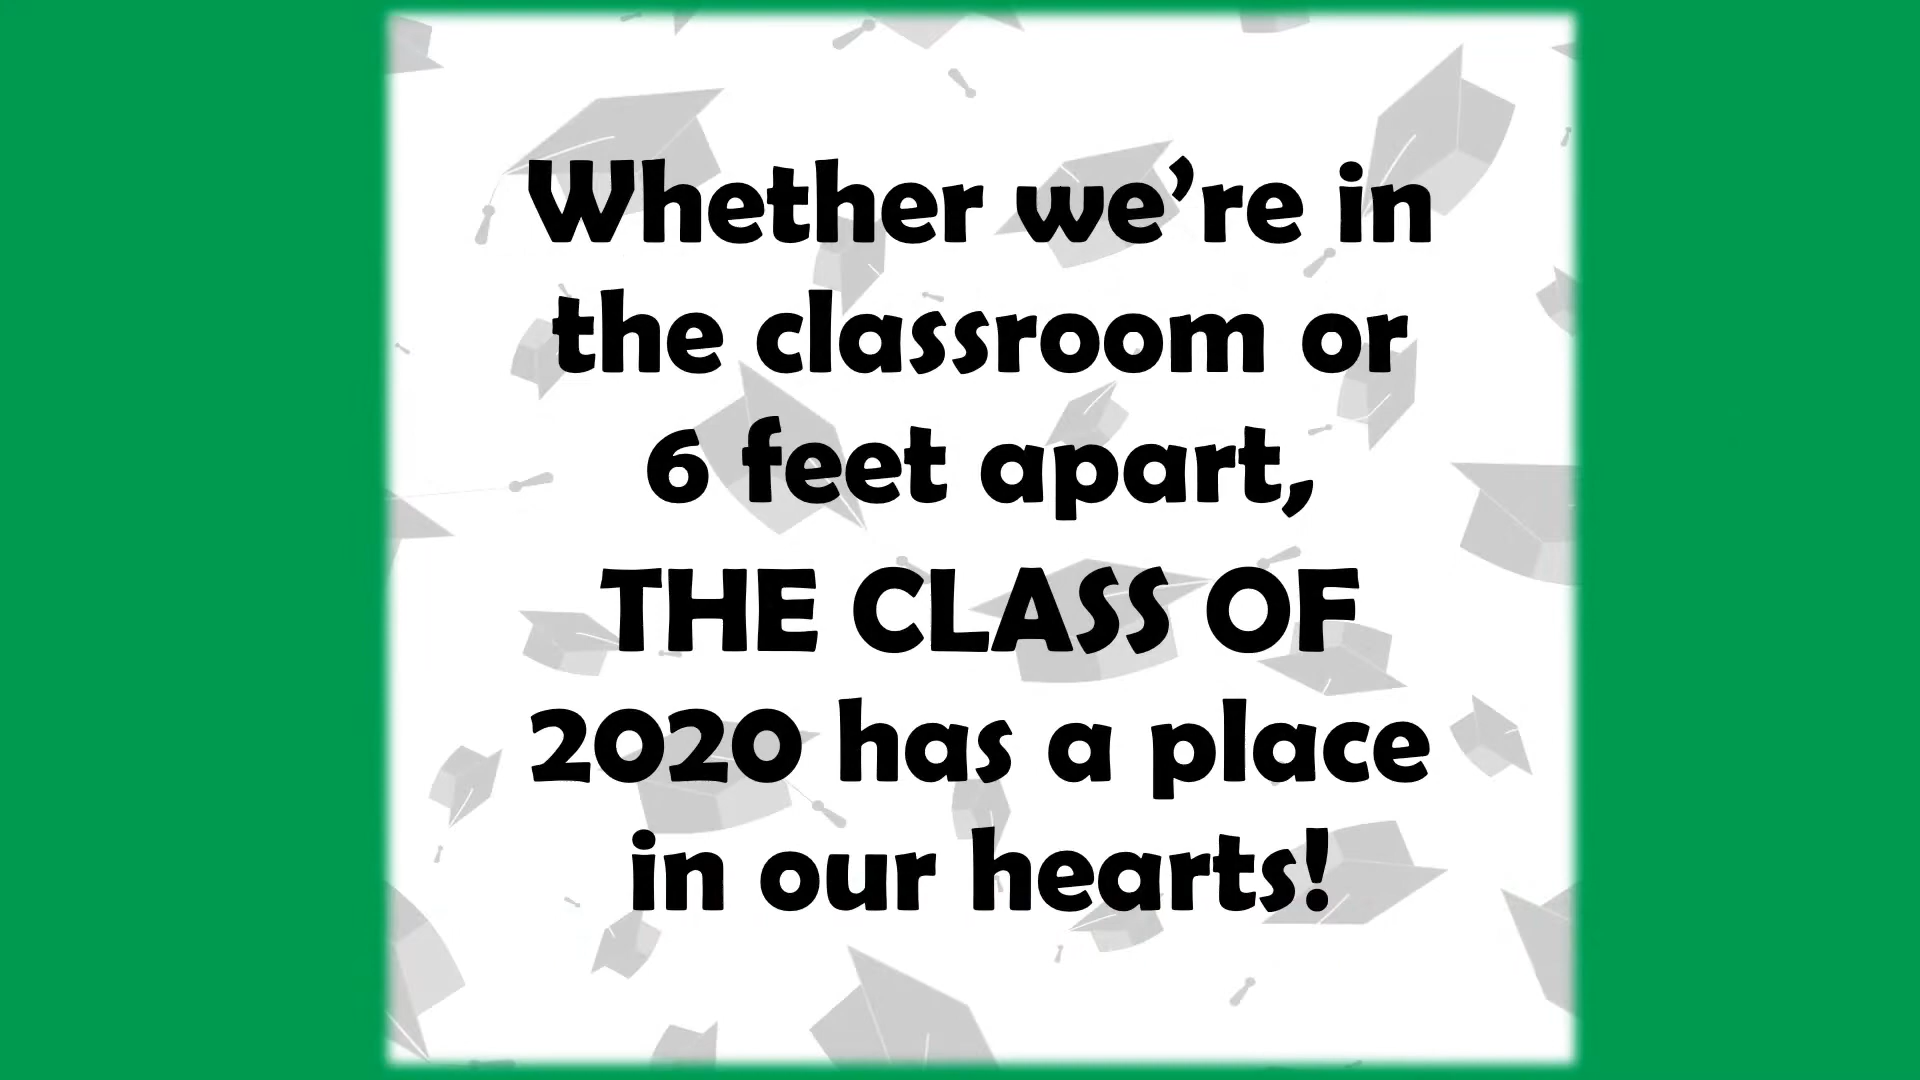 Whether we’re in
the classroom or
6 feet apart,
THE CLASS OF
2020 has a place
in our hearts!